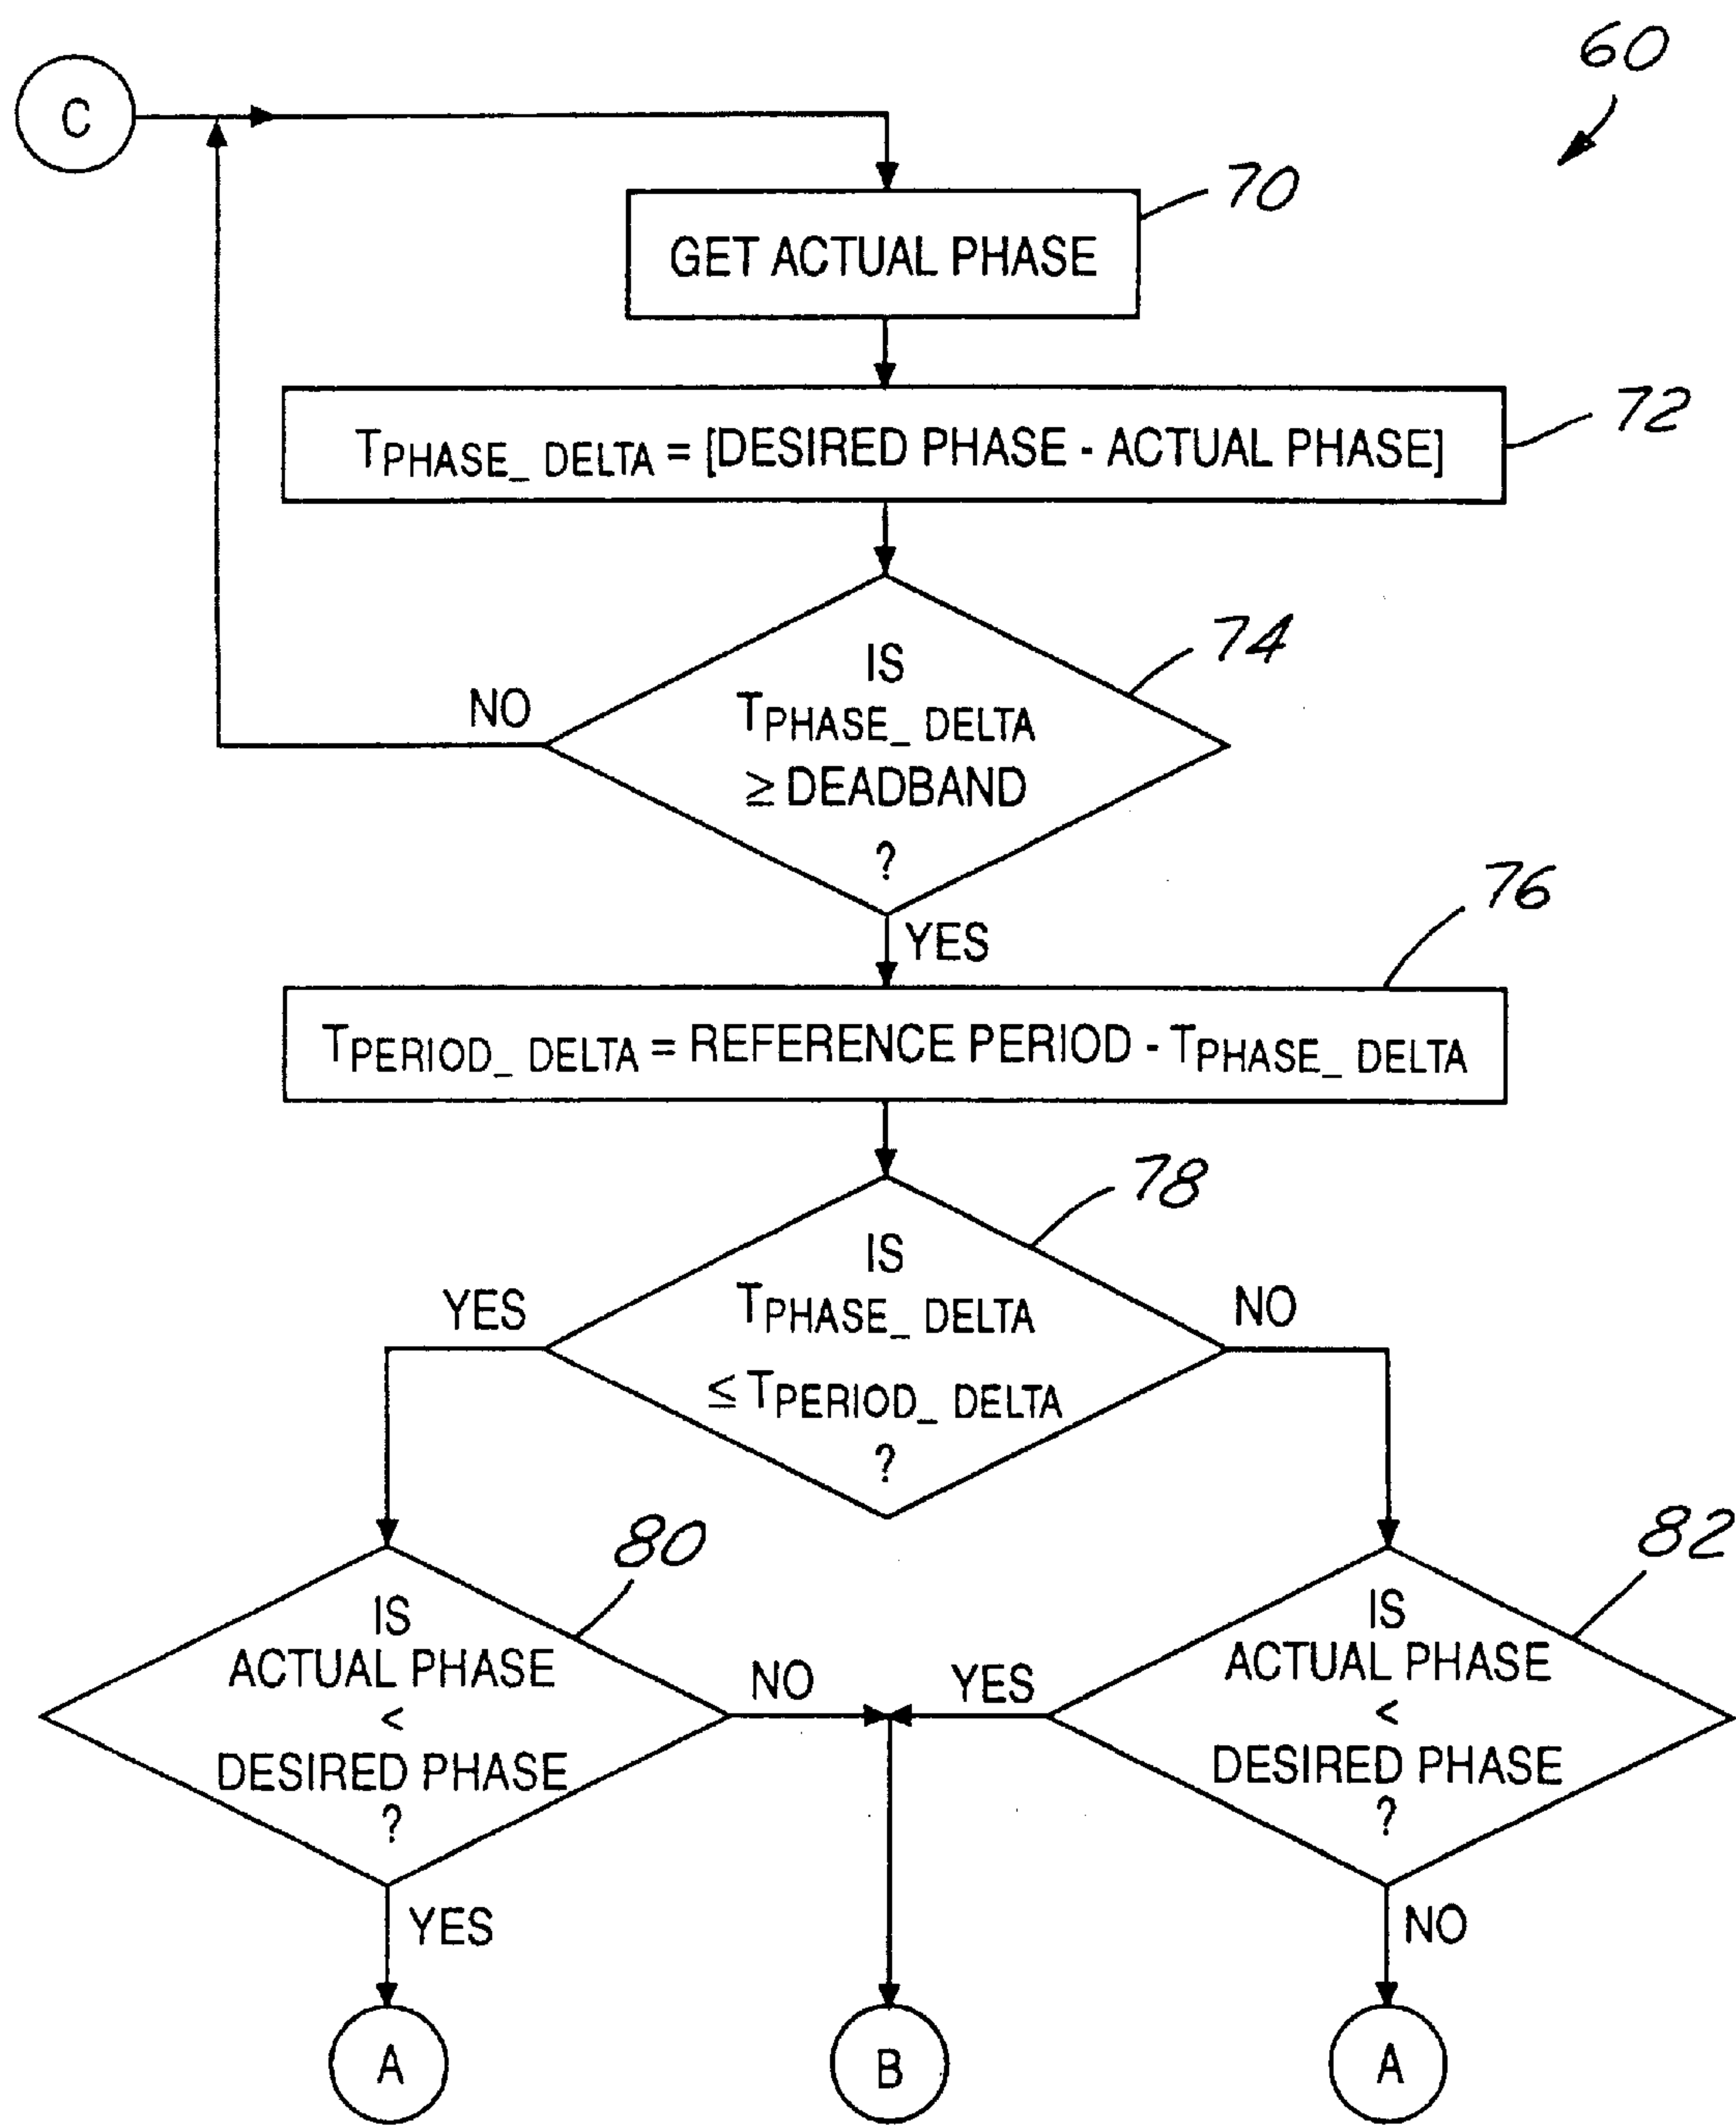 60
C
70
GET ACTUAL PHASE
72
TPHASE_ DELTA = [DESIRED PHASE - ACTUAL PHASE]
74
IS
TPHASE_ DELTA
≥ DEADBAND
?
NO
YES
76
TPERIOD_ DELTA = REFERENCE PERIOD - TPHASE_ DELTA
78
IS
TPHASE_ DELTA
≤ TPERIOD_ DELTA
?
YES
NO
80
IS
ACTUAL PHASE
<
DESIRED PHASE
?
NO
YES
82
IS
ACTUAL PHASE
<
DESIRED PHASE
?
YES
NO
A
B
A